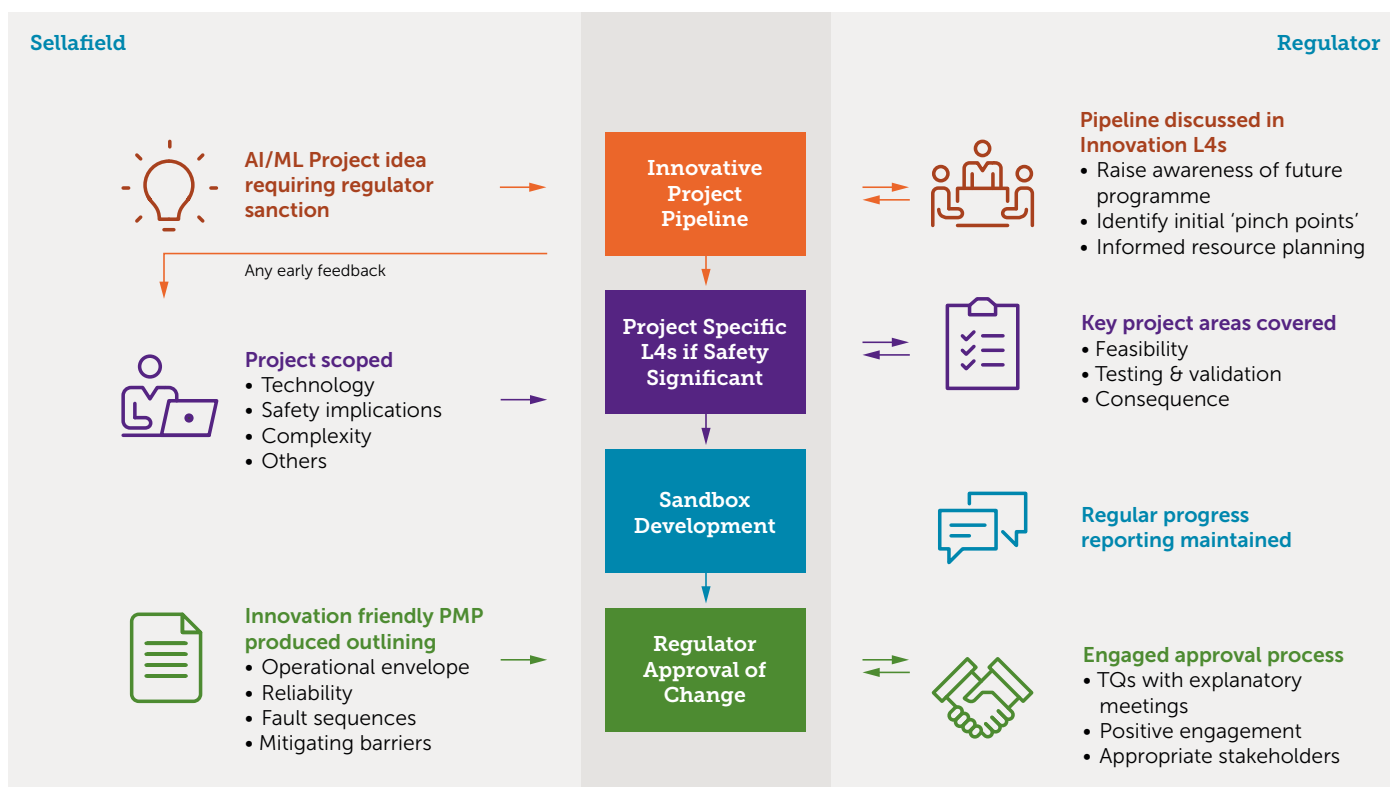 Sellafield
Regulator
AI/ML Project idea
requiring regulator
sanction
Innovative
Project
Pipeline
Pipeline discussed in
Innovation L4s
• Raise awareness of future
programme
• Identify initial ‘pinch points’
• Informed resource planning
Any early feedback
Project scoped
• Technology
• Safety implications
• Complexity
• Others
Project Specific
L4s if Safety
Significant
Key project areas covered
• Feasibility
• Testing & validation
• Consequence
Sandbox
Development
Regular progress
reporting maintained
Innovation friendly PMP
produced outlining
• Operational envelope
• Reliability
• Fault sequences
• Mitigating barriers
Regulator
Approval of
Change
Engaged approval process
• TQs with explanatory
meetings
• Positive engagement
• Appropriate stakeholders